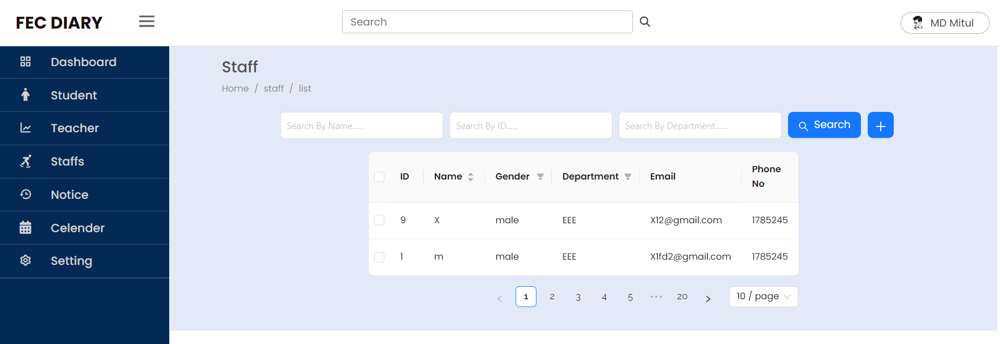 FEC DIARY
Search
MD Mitul
Dashboard
Student
Teacher
Staffs
Notice
Celender
Setting
Staff
Home / staff / list
Search By Name......
Search By ID......
Search By Department......
Search
+
ID Name Gender Department Email Phone No
9 X male EEE X12@gmail.com 1785245
1 m male EEE X1fd2@gmail.com 1785245
< 1 2 3 4 5 ••• 20 > 10 / page